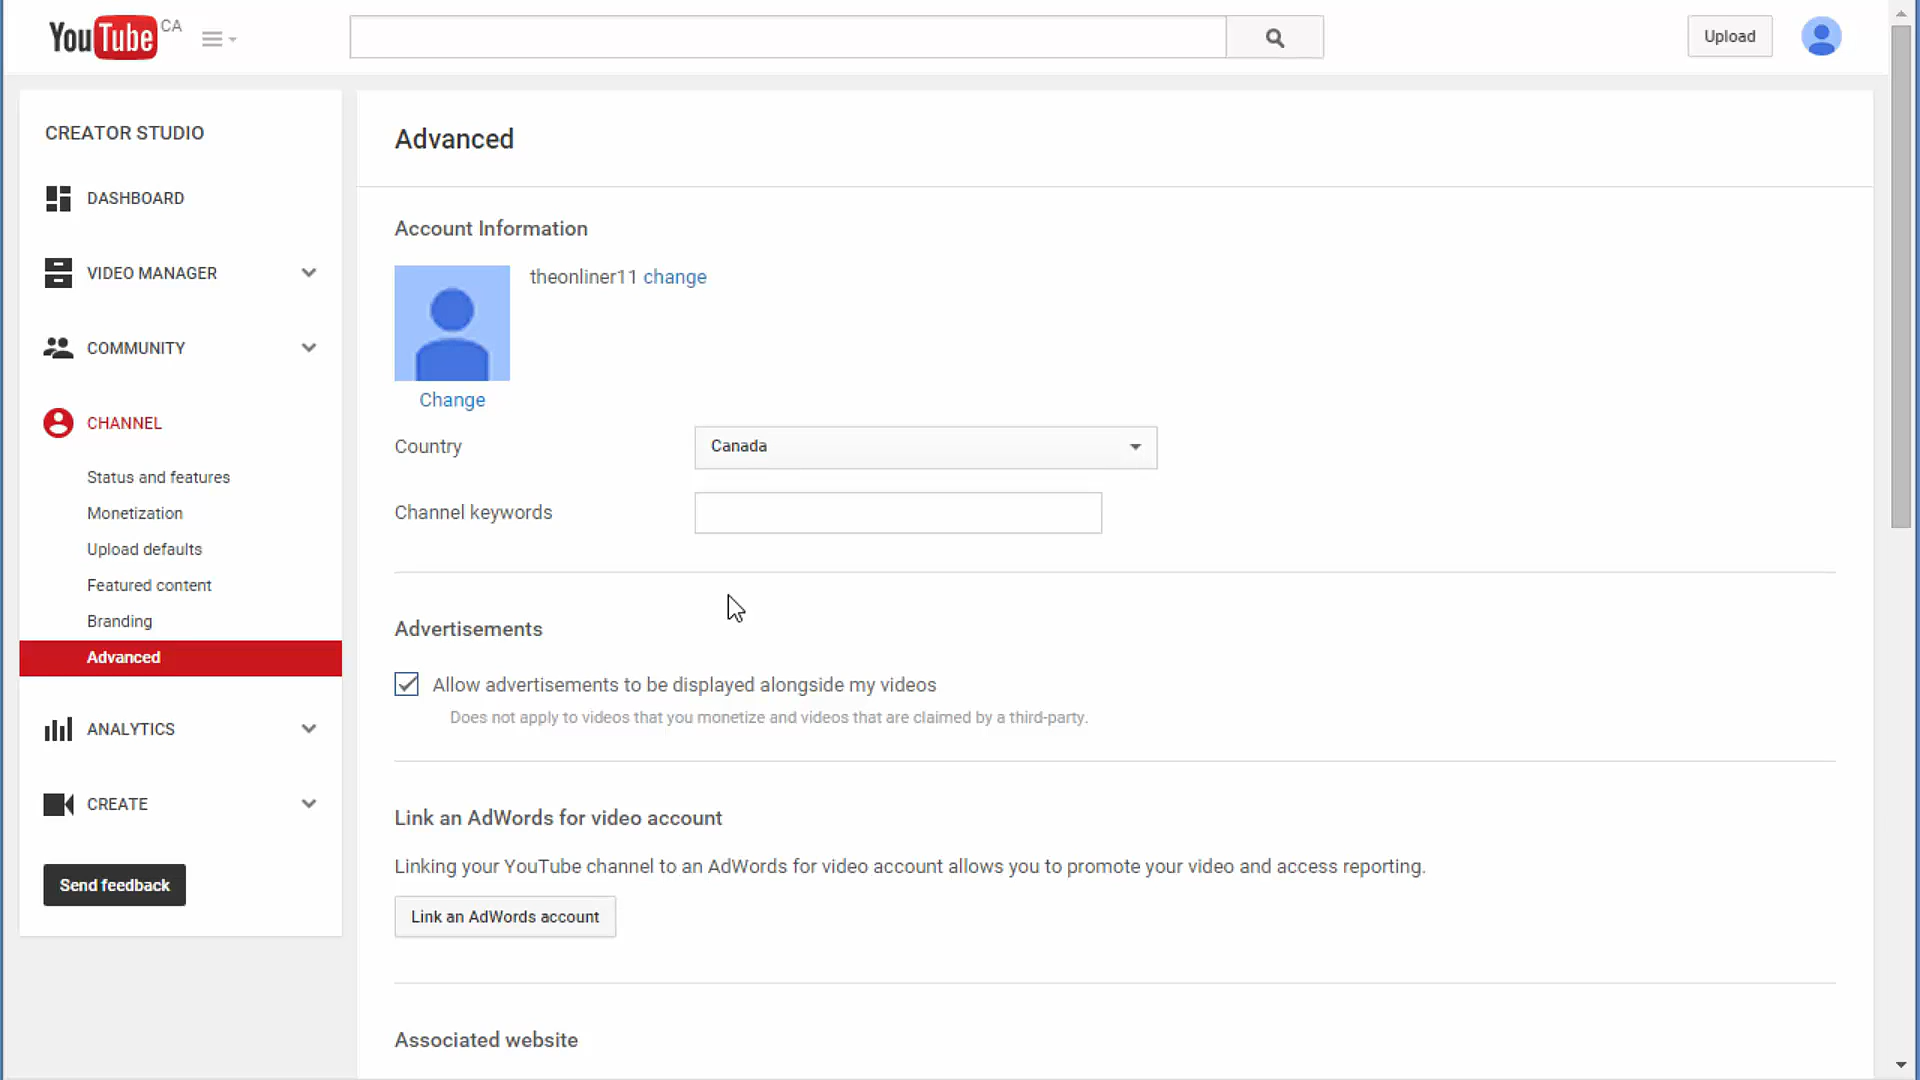 YouTube CA
Upload
CREATOR STUDIO
DASHBOARD
VIDEO MANAGER
COMMUNITY
CHANNEL
Status and features
Monetization
Upload defaults
Featured content
Branding
Advanced
ANALYTICS
CREATE
Send feedback
Advanced
Account Information
theonliner11 change
Change
Country
Canada
Channel keywords
Advertisements
Allow advertisements to be displayed alongside my videos
Does not apply to videos that you monetize and videos that are claimed by a third-party.
Link an AdWords for video account
Linking your YouTube channel to an AdWords for video account allows you to promote your video and access reporting.
Link an AdWords account
Associated website